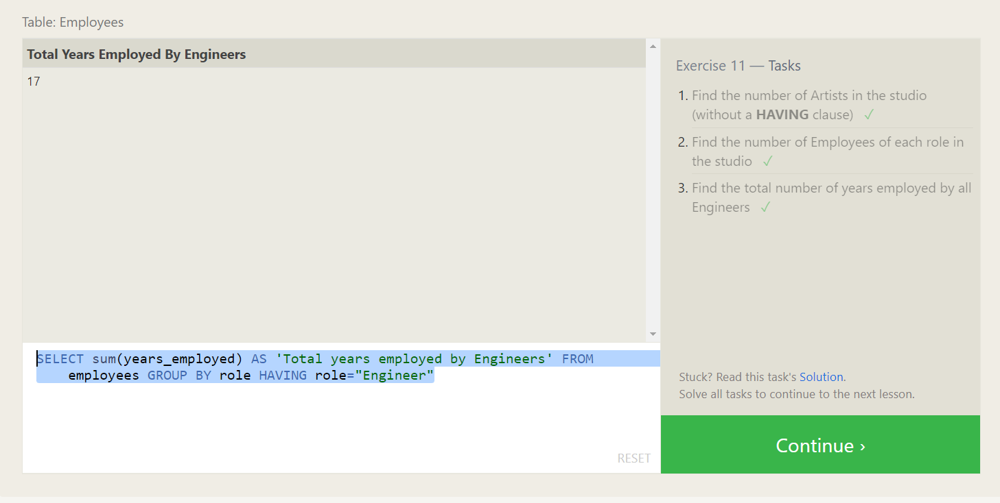 Table: Employees
Total Years Employed By Engineers
17
SELECT sum(years_employed) AS 'Total years employed by Engineers' FROM
employees GROUP BY role HAVING role="Engineer"
RESET
Exercise 11 — Tasks
1. Find the number of Artists in the studio
(without a HAVING clause) ✓
2. Find the number of Employees of each role in
the studio ✓
3. Find the total number of years employed by all
Engineers ✓
Stuck? Read this task's Solution.
Solve all tasks to continue to the next lesson.
Continue ›